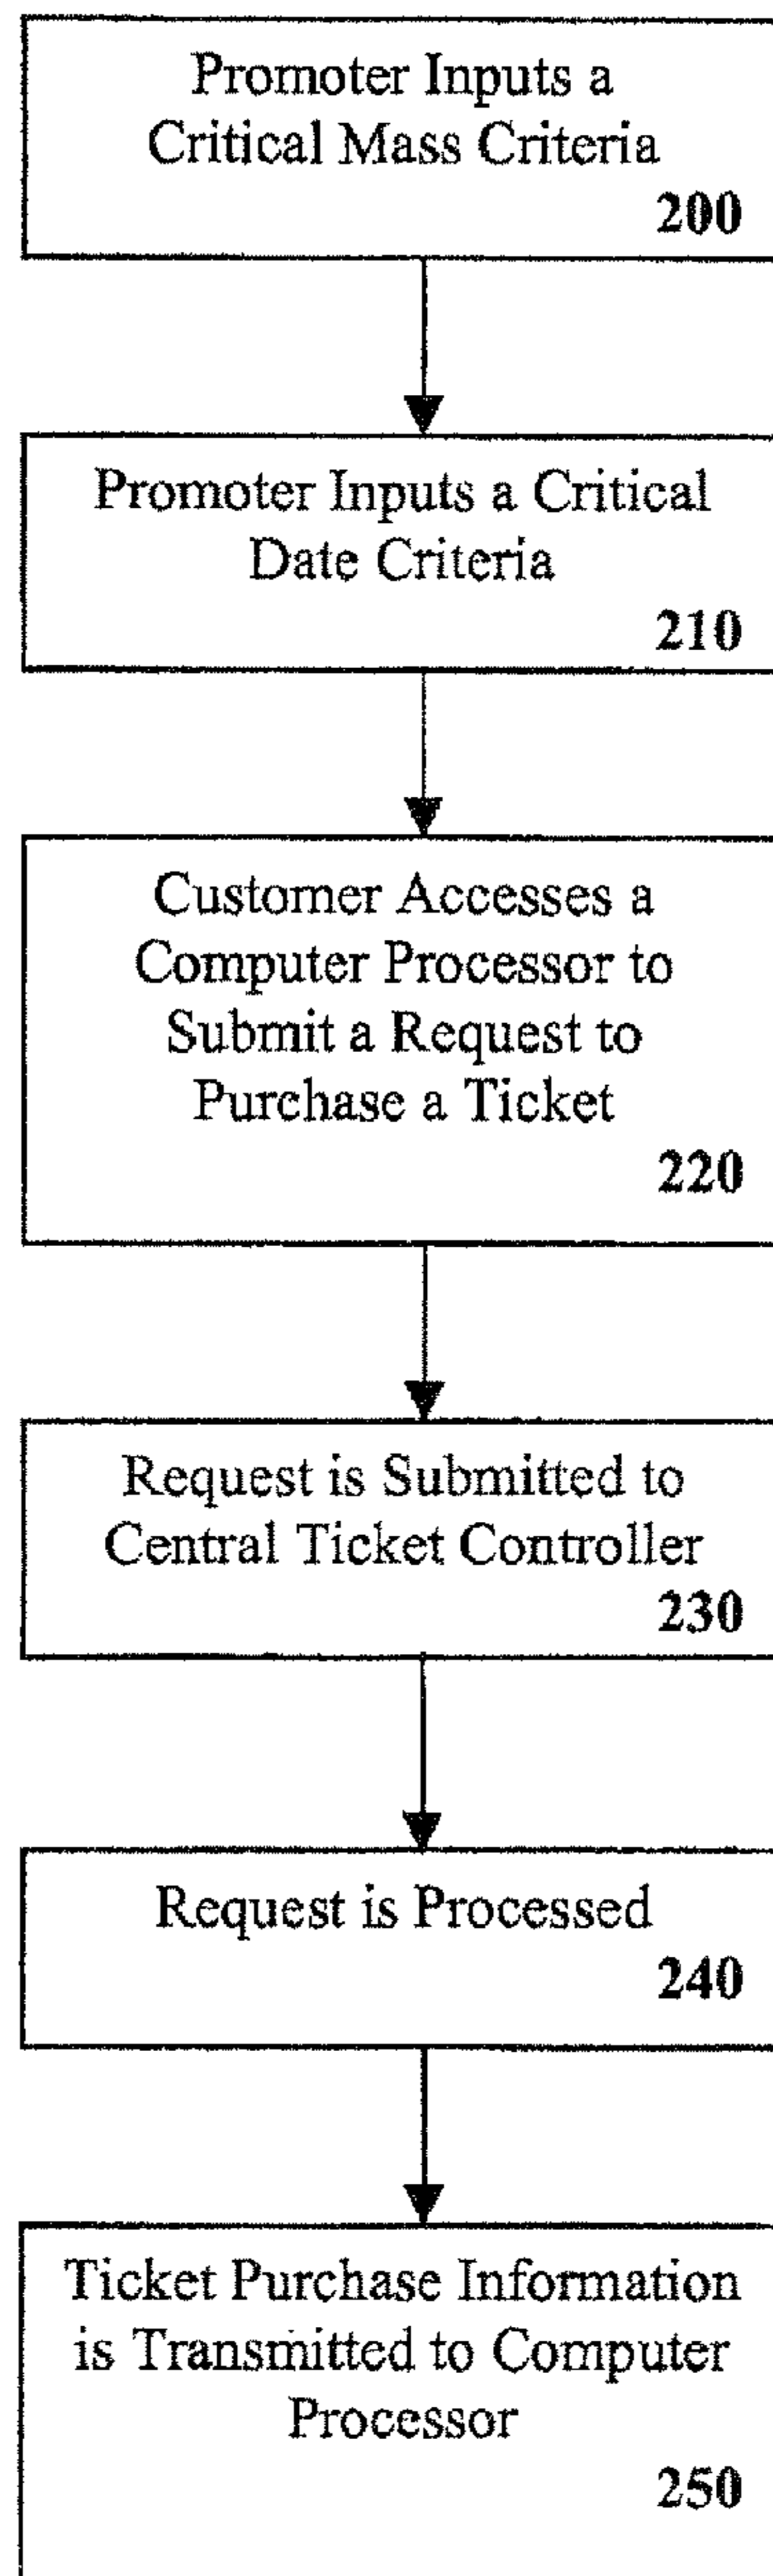 Promoter Inputs a
Critical Mass Criteria
200
Promoter Inputs a Critical
Date Criteria
210
Customer Accesses a
Computer Processor to
Submit a Request to
Purchase a Ticket
220
Request is Submitted to
Central Ticket Controller
230
Request is Processed
240
Ticket Purchase Information
is Transmitted to Computer
Processor
250